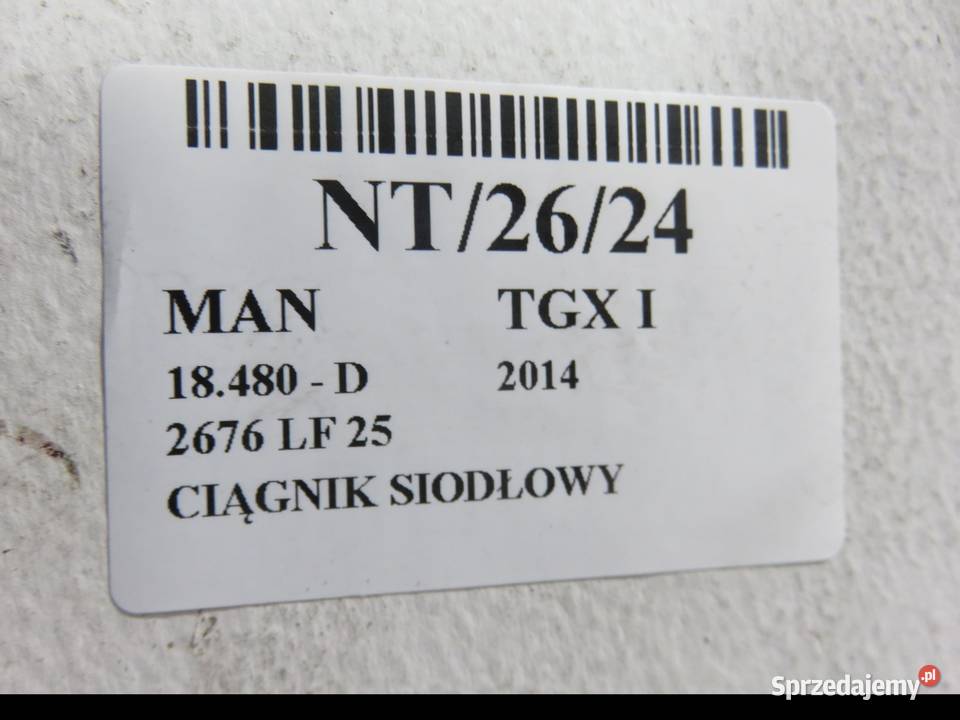 NT/26/24
MAN TGX I
18.480 - D 2014
2676 LF 25
CIĄGNIK SIODŁOWY
Sprzedajemy.pl